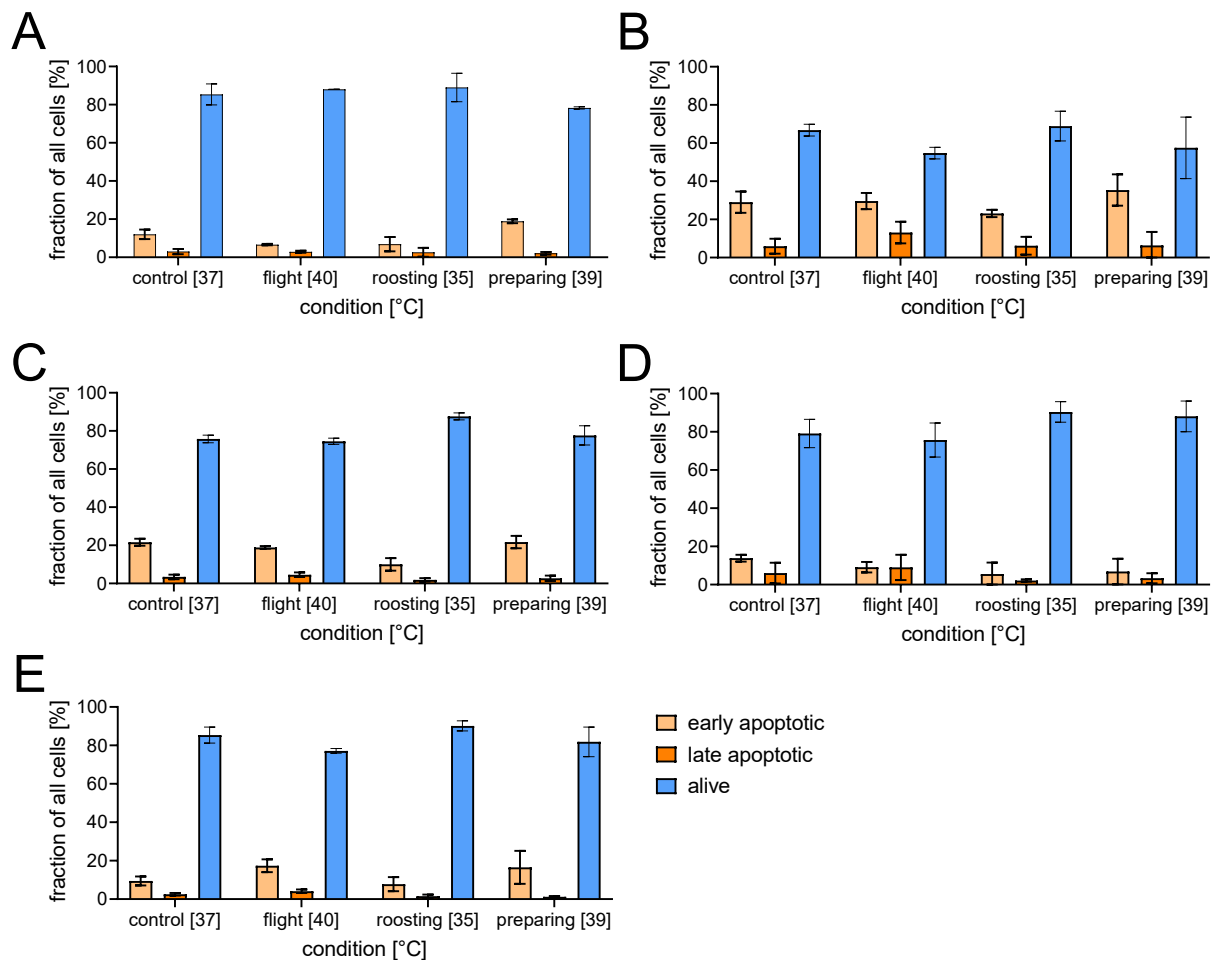 A
fraction of all cells [%]
100
80
60
40
20
0
control [37] flight [40] roosting [35] preparing [39]
condition [°C]
B
fraction of all cells [%]
100
80
60
40
20
0
control [37] flight [40] roosting [35] preparing [39]
condition [°C]
C
fraction of all cells [%]
100
80
60
40
20
0
control [37] flight [40] roosting [35] preparing [39]
condition [°C]
D
fraction of all cells [%]
100
80
60
40
20
0
control [37] flight [40] roosting [35] preparing [39]
condition [°C]
E
fraction of all cells [%]
100
80
60
40
20
0
control [37] flight [40] roosting [35] preparing [39]
condition [°C]
early apoptotic
late apoptotic
alive